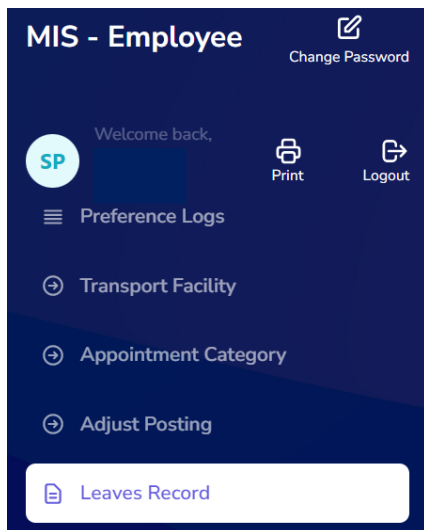 MIS - Employee
Change Password
Welcome back,
SP
Print
Logout
Preference Logs
Transport Facility
Appointment Category
Adjust Posting
Leaves Record